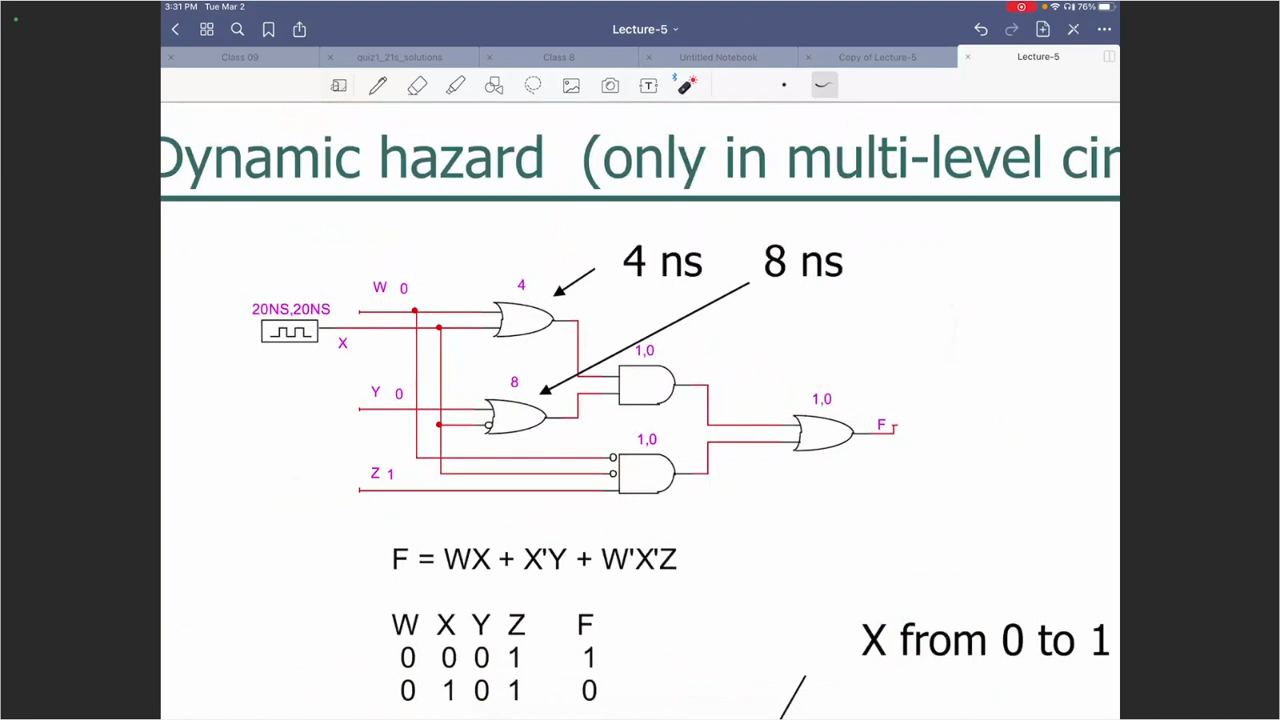 3:31 PM Tue Mar 2
76%
Lecture-5
Class 09
quiz1_21s_solutions
Class 8
Untitled Notebook
Copy of Lecture-5
Lecture-5
T
Dynamic hazard (only in multi-level cir
4 ns 8 ns
W 0
4
20NS,20NS
X
1,0
Y 0
8
1,0
F
1,0
Z 1
F = WX + X'Y + W'X'Z
W X Y Z F
0 0 0 1 1
0 1 0 1 0
X from 0 to 1